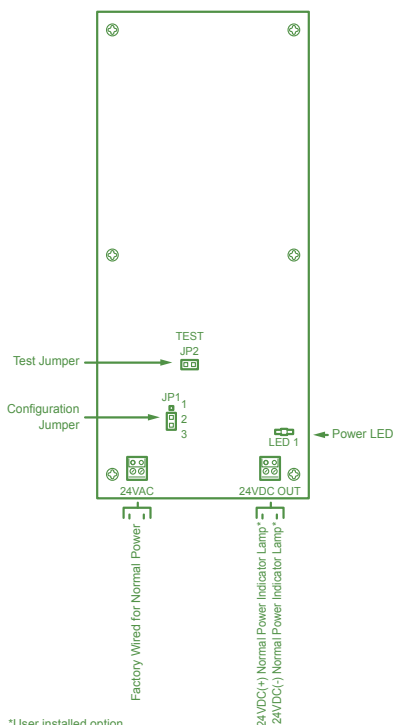 TEST
JP2
Test Jumper
JP1
1
Configuration
Jumper
2
3
Power LED
LED 1
24VAC
24VDC OUT
Factory Wired for Normal Power
24VDC(+) Normal Power Indicator Lamp*
24VDC(-) Normal Power Indicator Lamp*
*User installed option